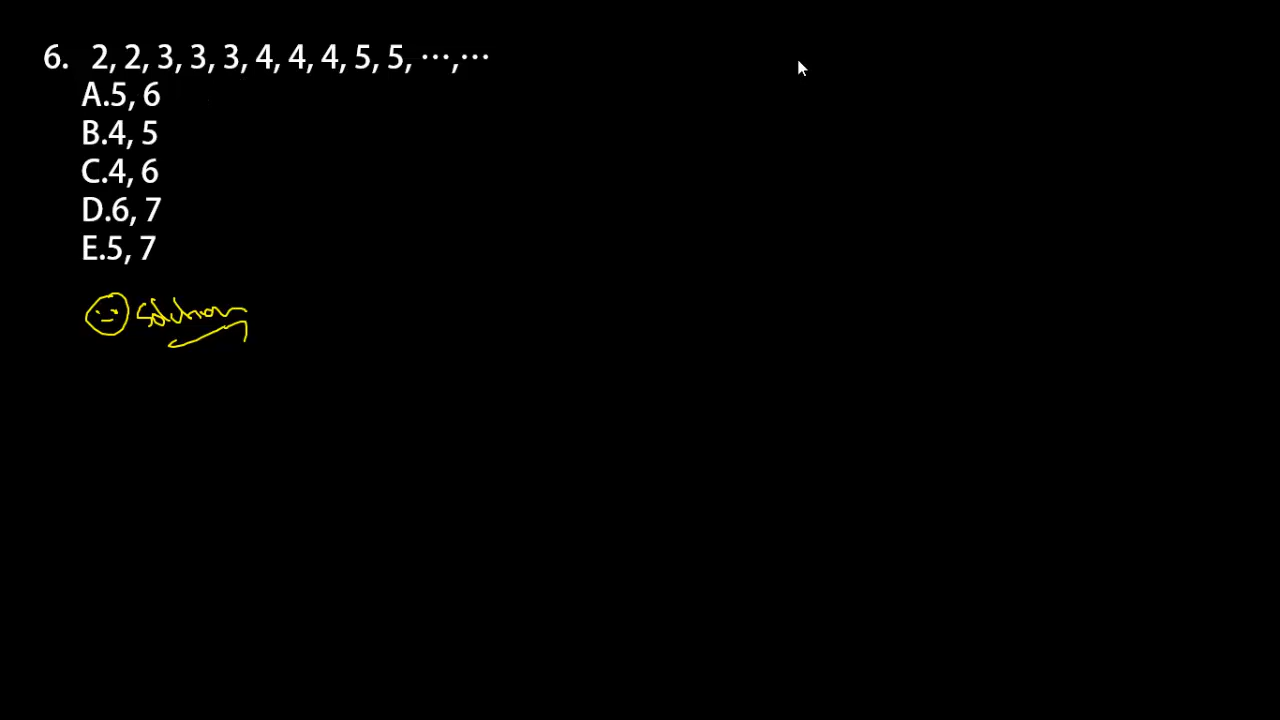 6. 2, 2, 3, 3, 3, 4, 4, 4, 5, 5, ⋯,⋯
A.5, 6
B.4, 5
C.4, 6
D.6, 7
E.5, 7
Solution